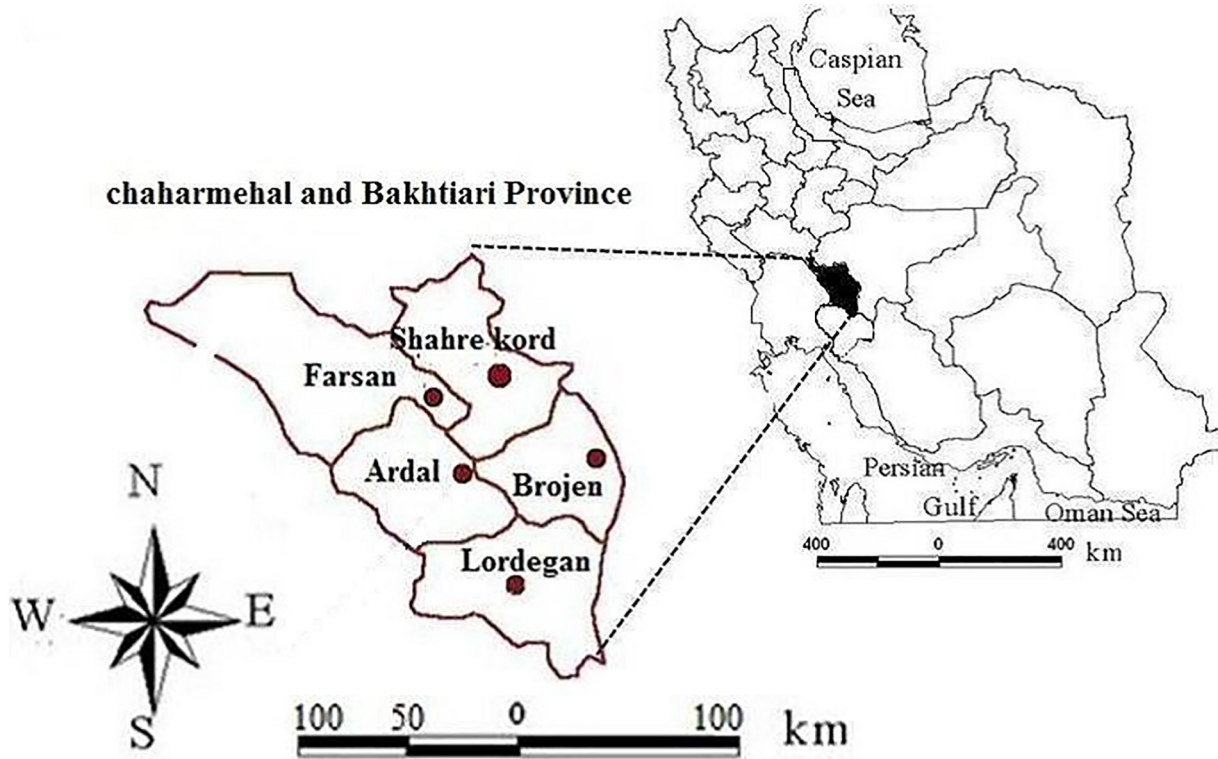 Caspian
Sea
chaharmehal and Bakhtiari Province
Shahre kord
Farsan
Ardal
Brojen
Lordegan
N
W
E
S
100 50 0 100 km
Persian
Gulf
Oman Sea
400 0 400 km